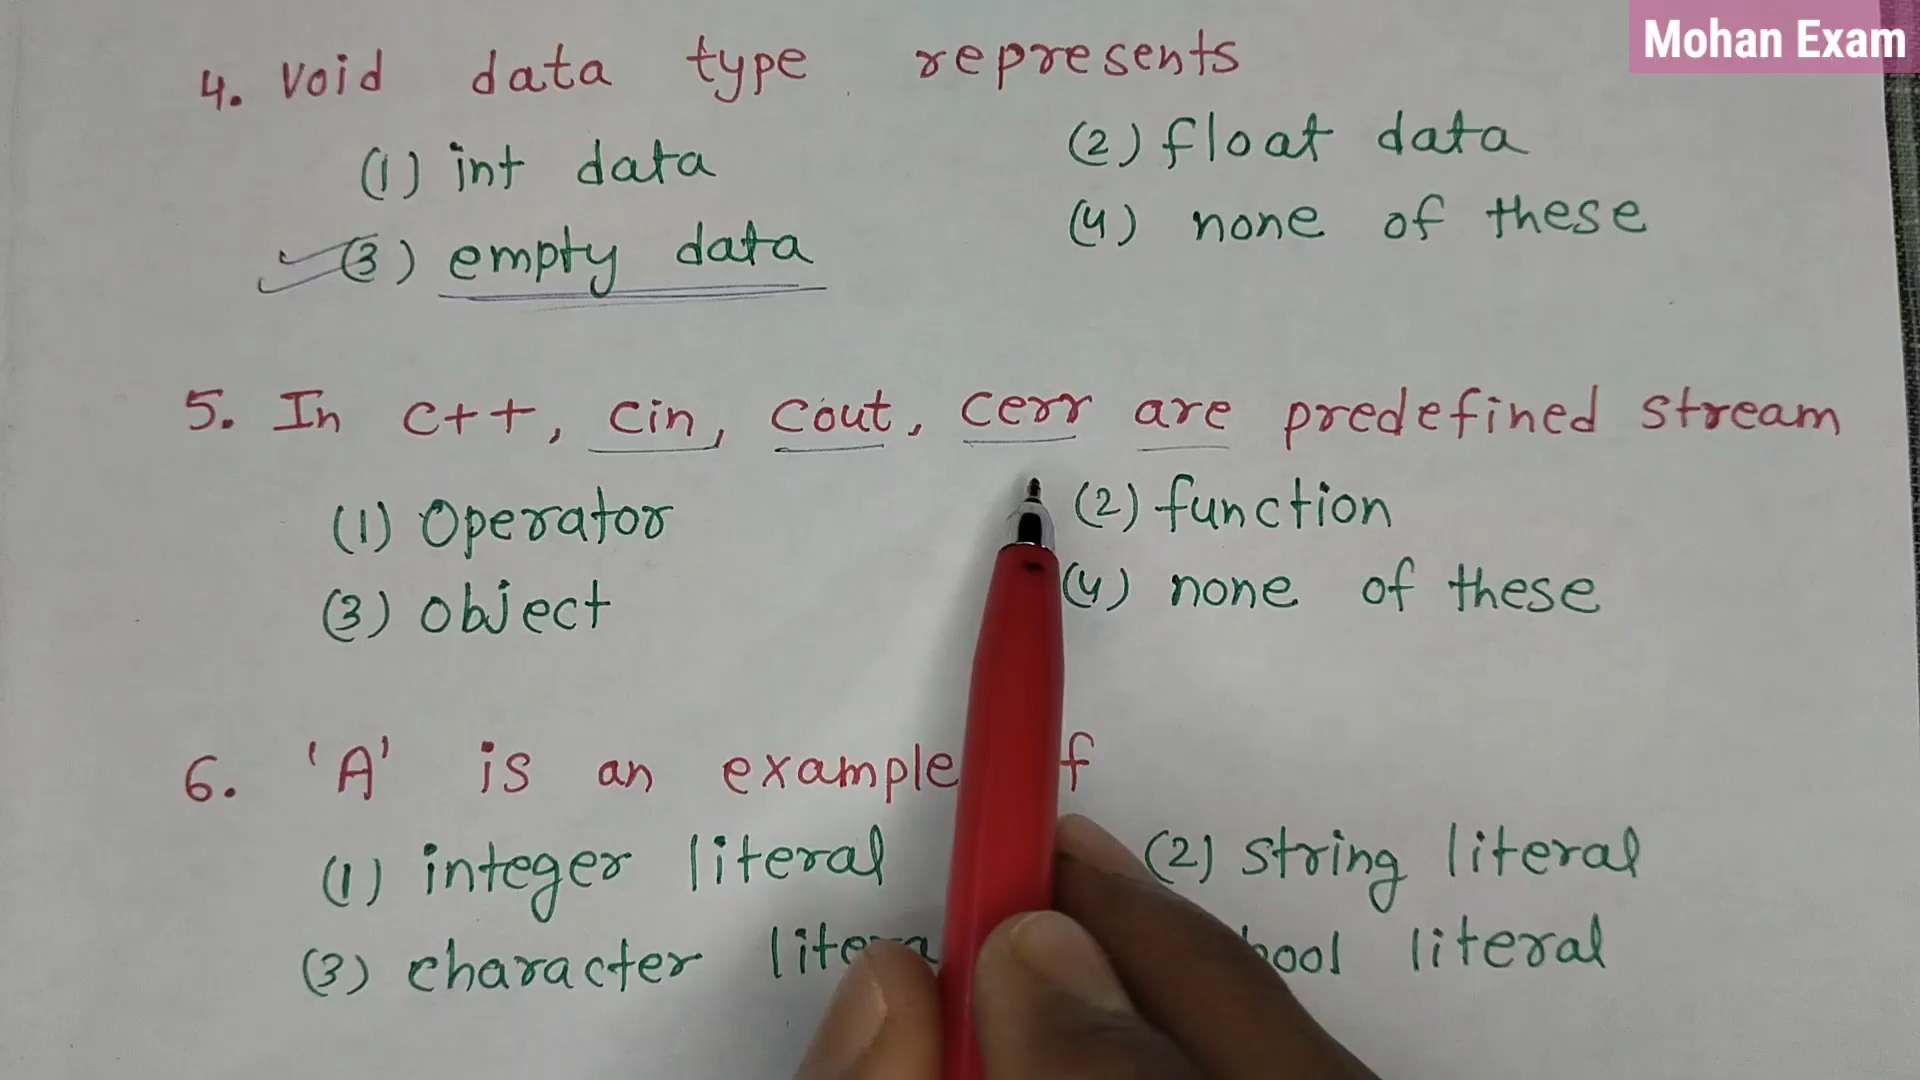 Mohan Exam
4. void data type represents
(1) int data (2) float data
(3) empty data (4) none of these
5. In c++, cin, cout, cerr are predefined stream
(1) Operator (2) function
(3) object (4) none of these
6. 'A' is an example
(1) integer literal (2) string literal
(3) character literal